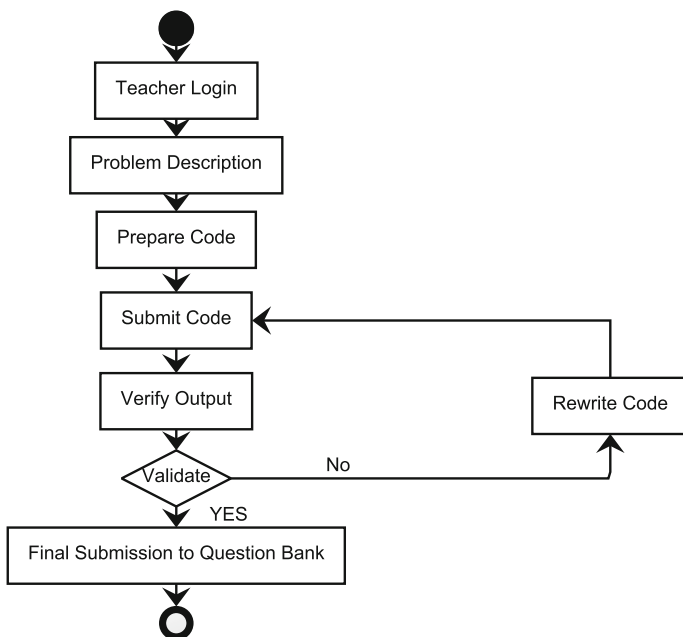 Teacher Login
Problem Description
Prepare Code
Submit Code
Verify Output
Rewrite Code
Validate
No
YES
Final Submission to Question Bank